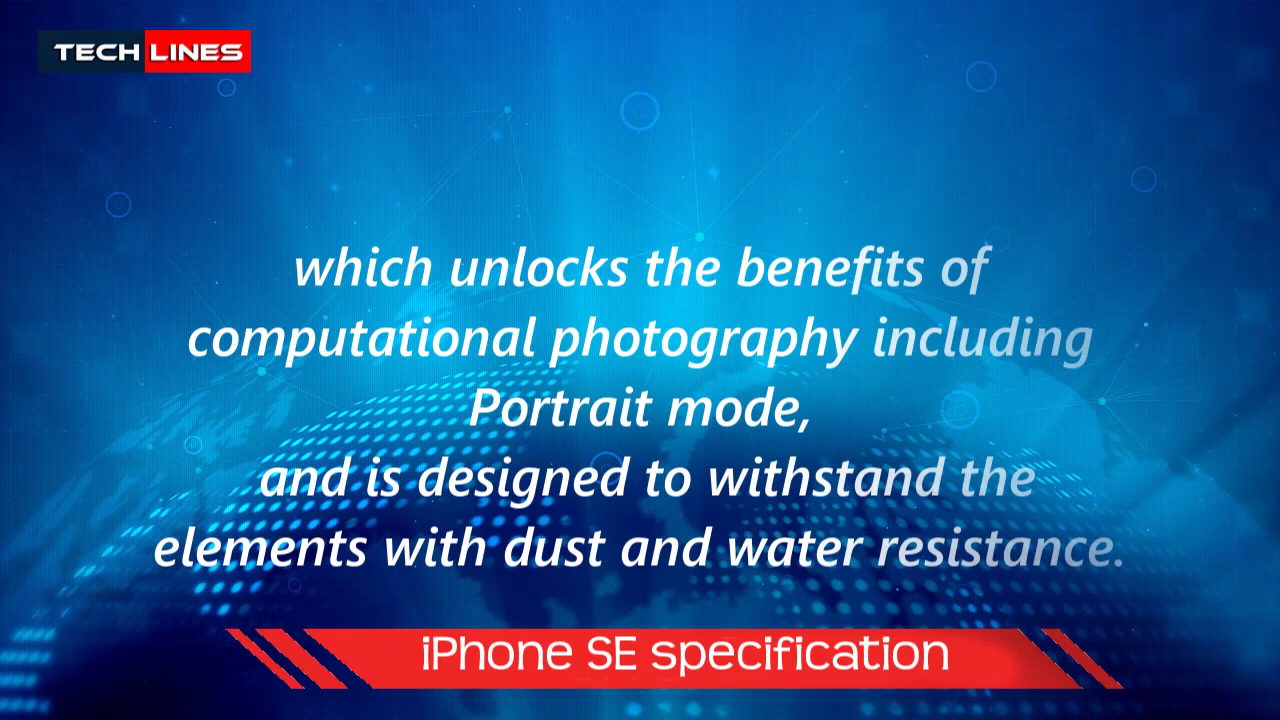 TECH LINES
which unlocks the benefits of
computational photography including
Portrait mode,
and is designed to withstand the
elements with dust and water resistance.
iPhone SE specification